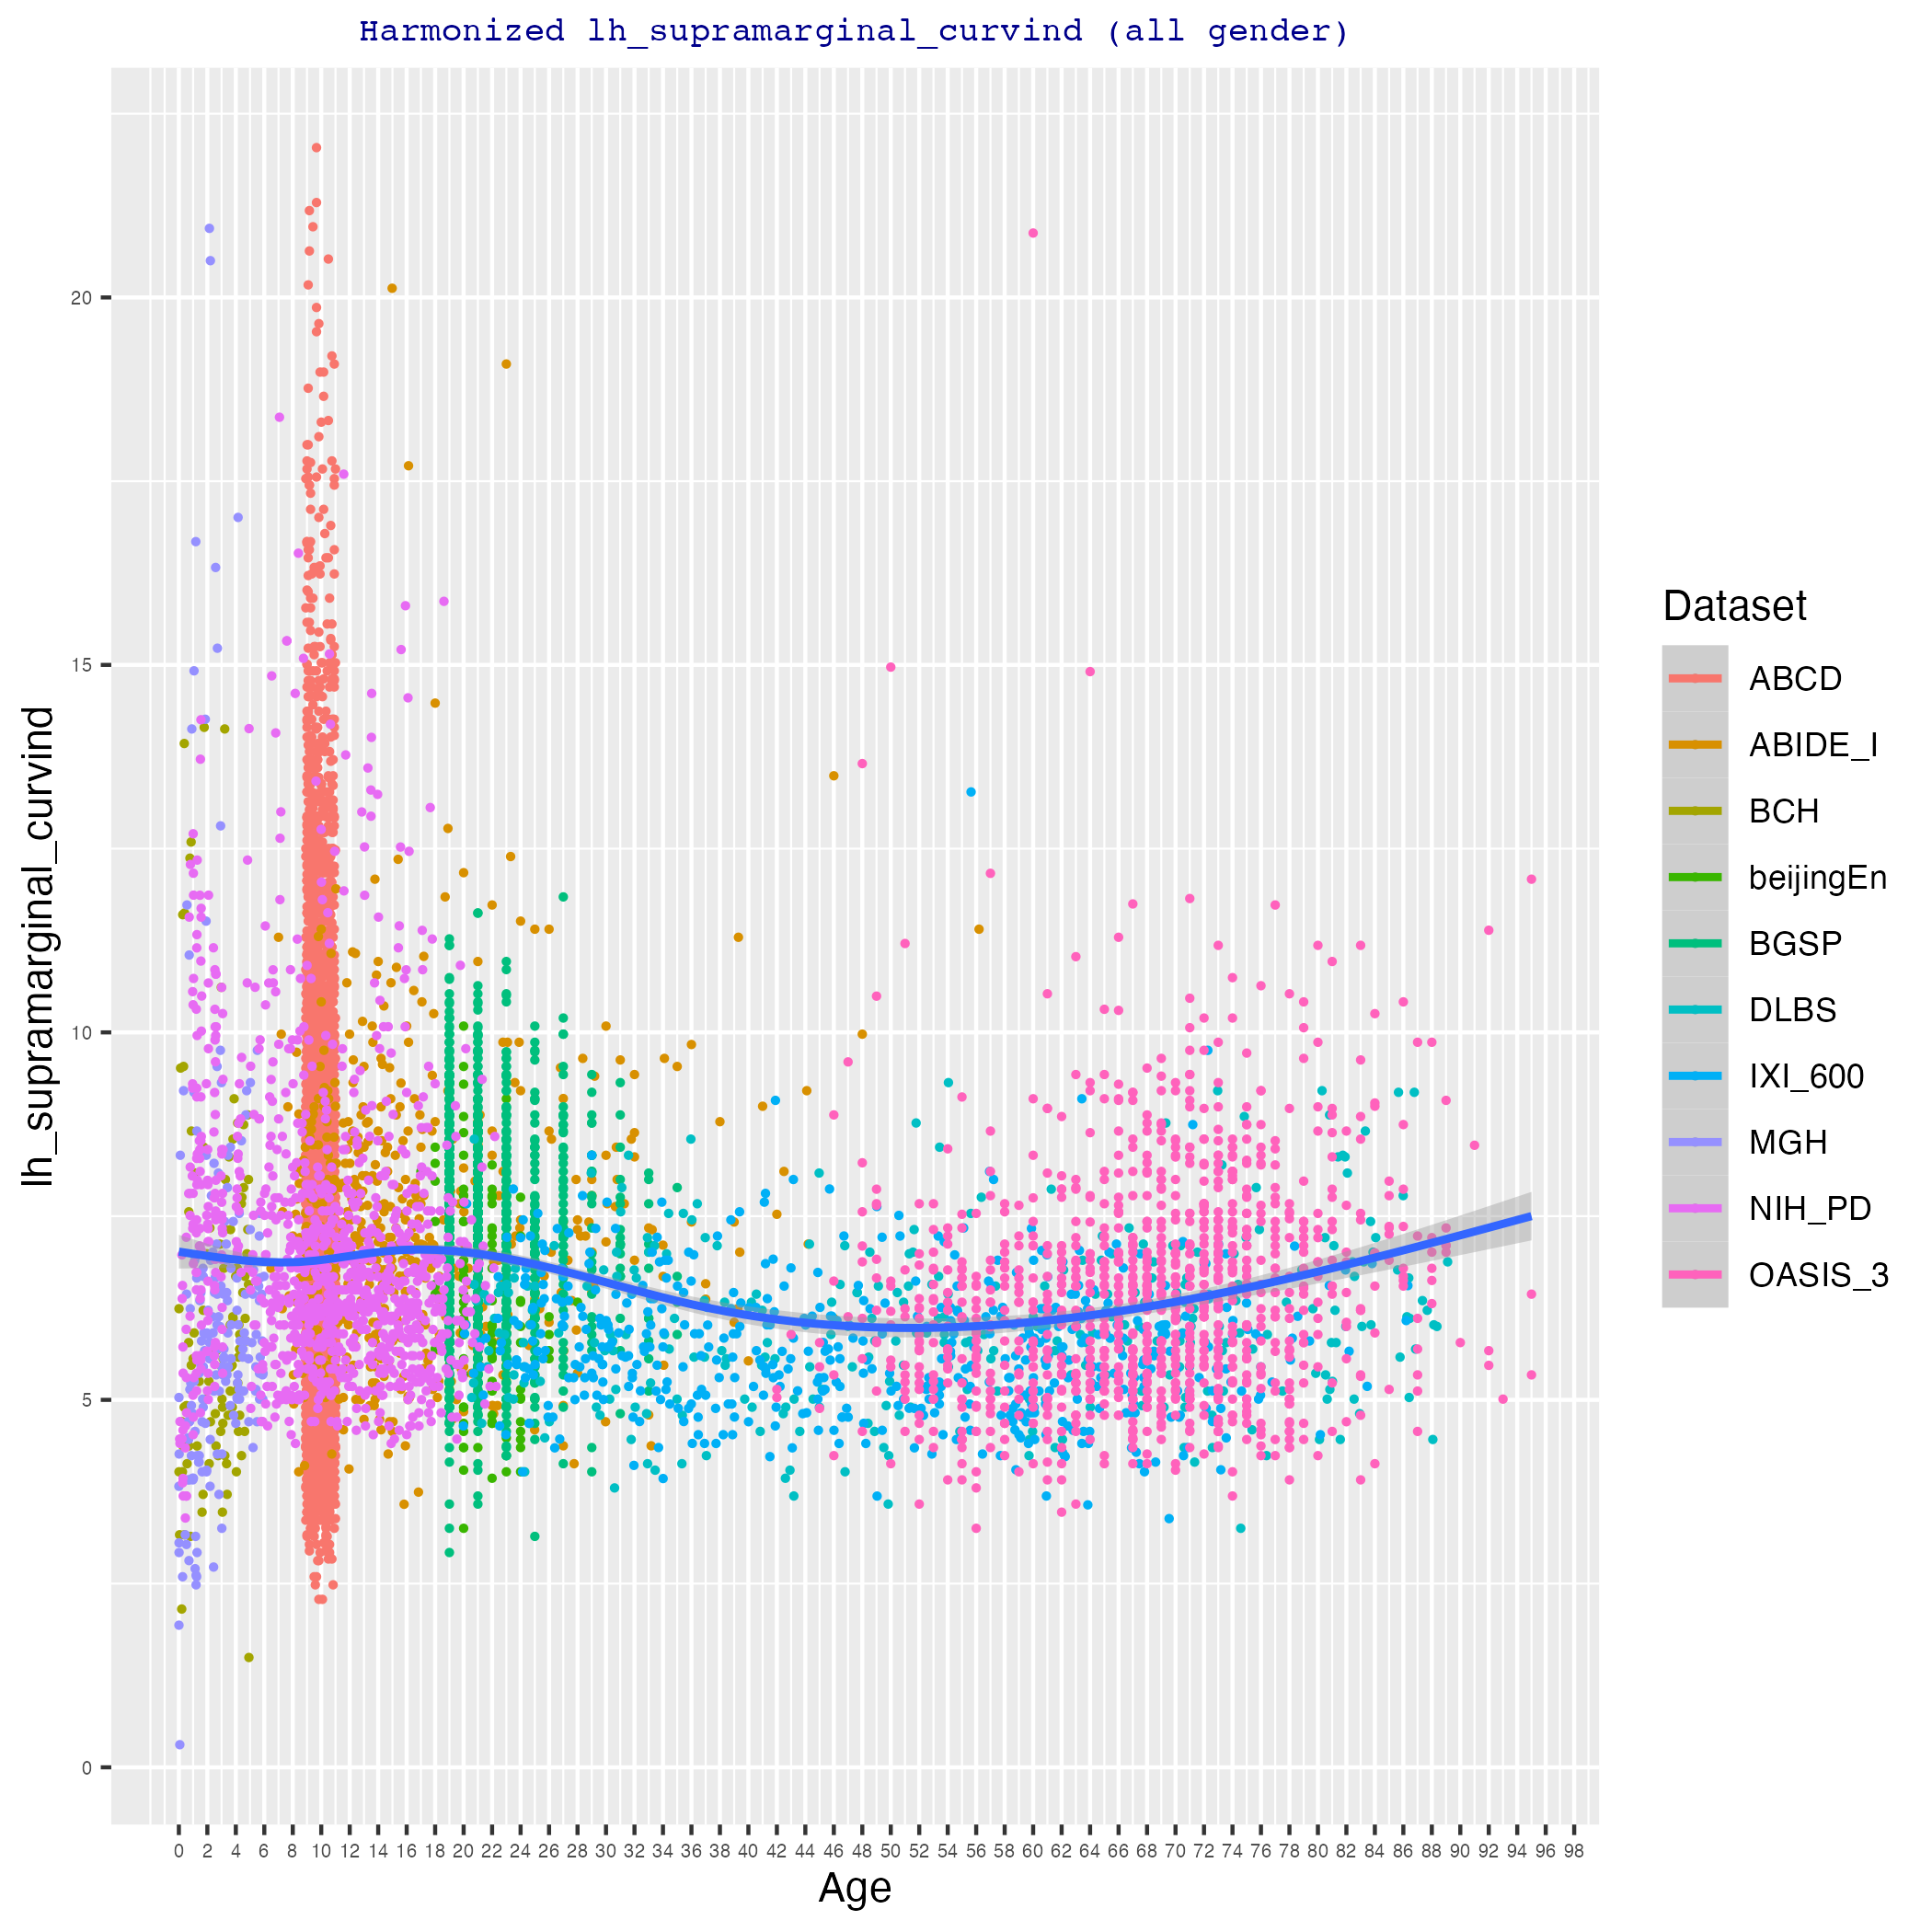 Harmonized lh_supramarginal_curvind (all gender)
lh_supramarginal_curvind
20
15
10
5
0
0 2 4 6 8 10 12 14 16 18 20 22 24 26 28 30 32 34 36 38 40 42 44 46 48 50 52 54 56 58 60 62 64 66 68 70 72 74 76 78 80 82 84 86 88 90 92 94 96 98
Age
Dataset
ABCD
ABIDE_I
BCH
beijingEn
BGSP
DLBS
IXI_600
MGH
NIH_PD
OASIS_3